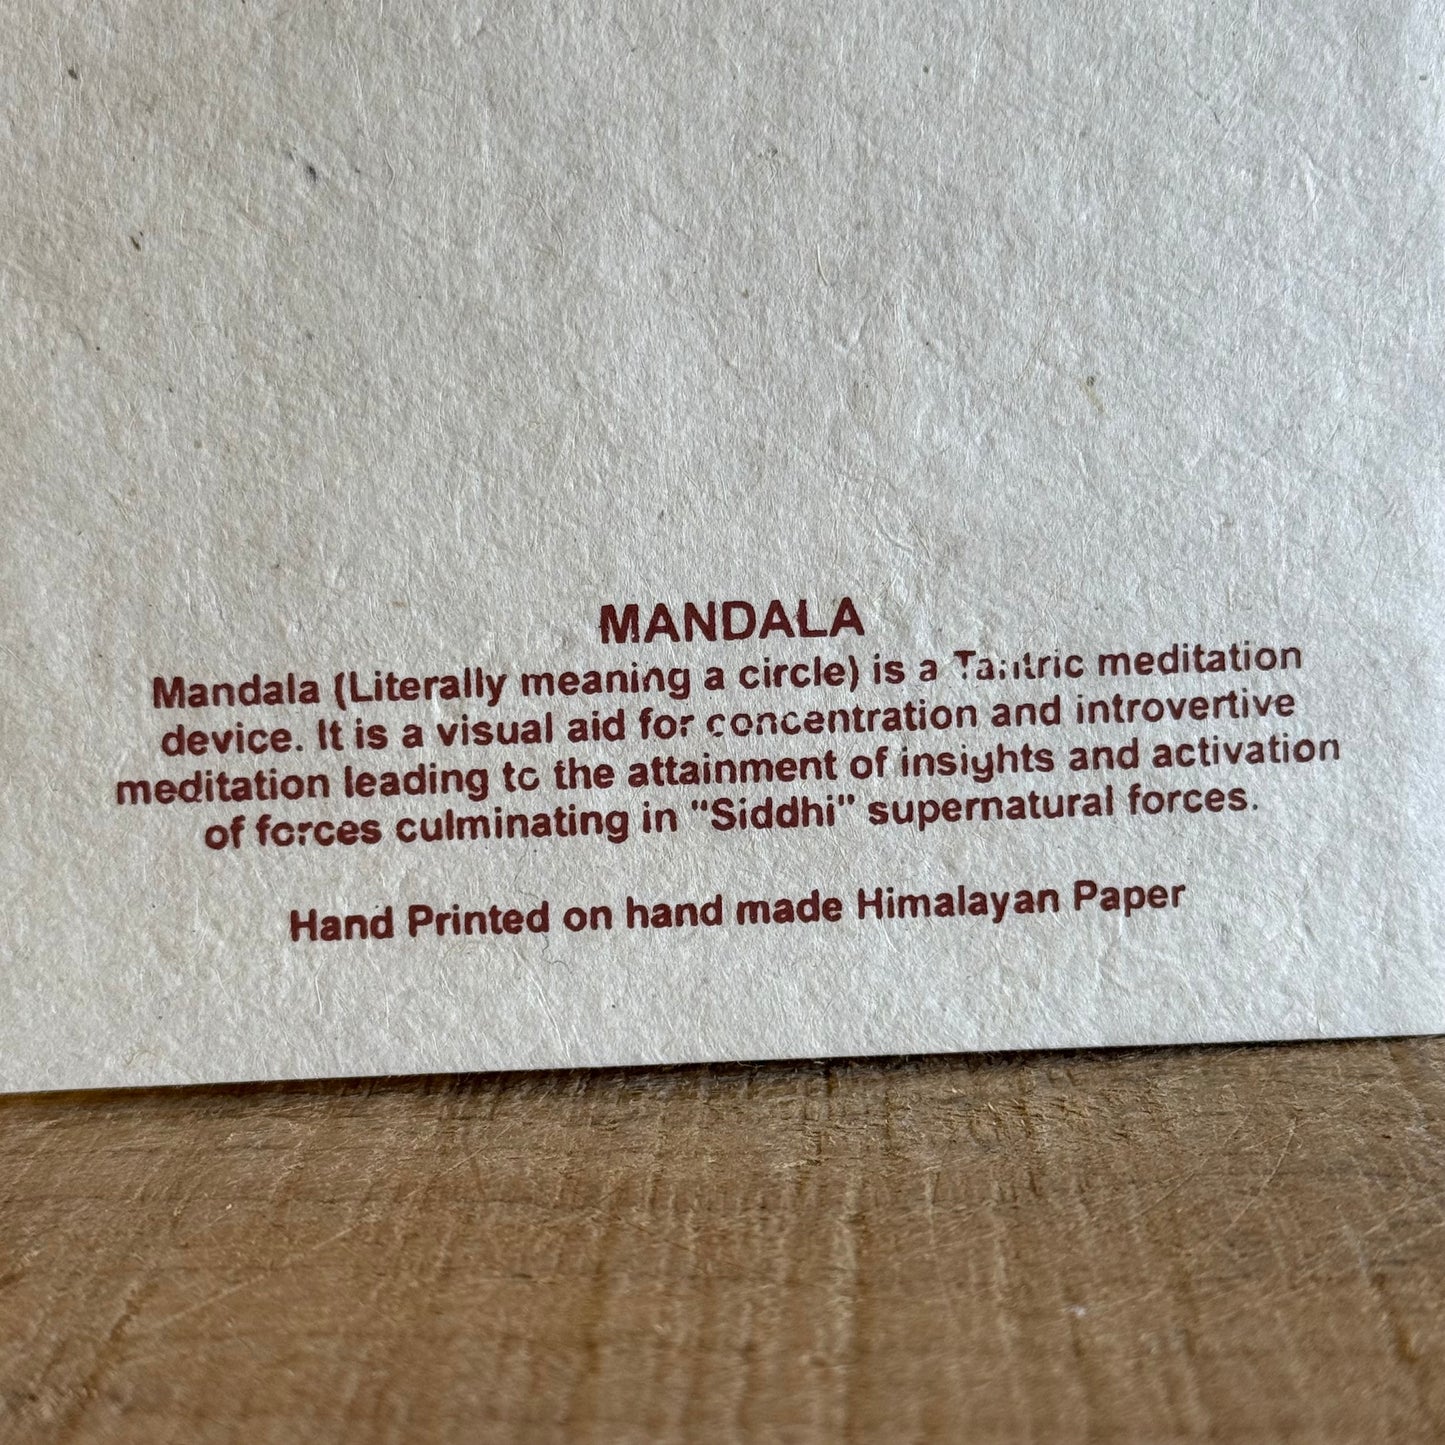 MANDALA
Mandala (Literally meaning a circle) is a Tantric meditation
device. It is a visual aid for concentration and introvertive
meditation leading to the attainment of insights and activation
of forces culminating in "Siddhi" supernatural forces.
Hand Printed on hand made Himalayan Paper